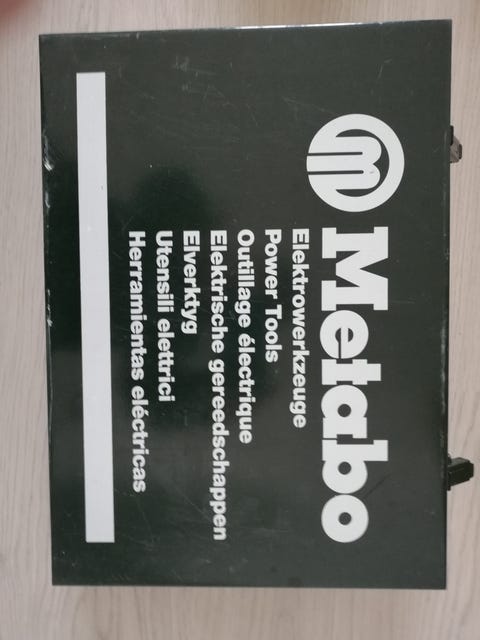 Metabo
Elektrowerkzeuge
Power Tools
Outillage électrique
Elektrische gereedschappen
Elverktyg
Utensili elettrici
Herramientas eléctricas